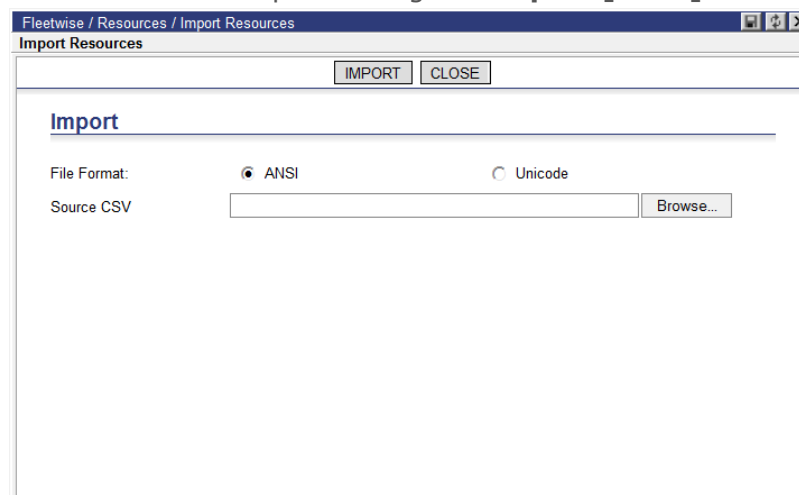 Fleetwise / Resources / Import Resources
Import Resources
IMPORT CLOSE
Import
File Format: ANSI Unicode
Source CSV Browse...